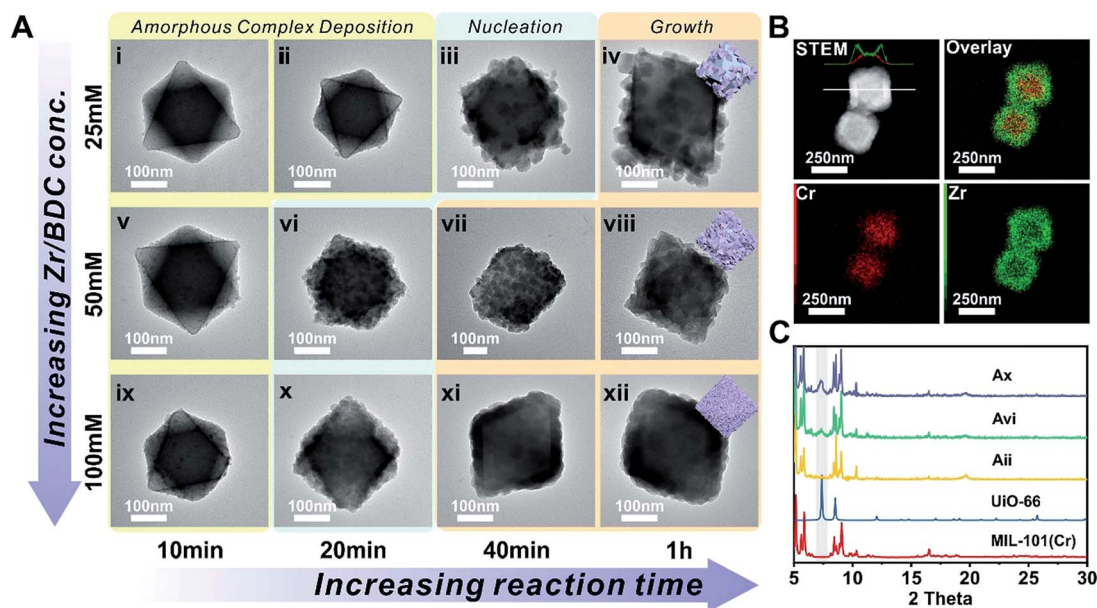 A
Amorphous Complex Deposition
Nucleation
Growth
Increasing Zr/BDC conc.
25mM
i
100nm
ii
100nm
iii
100nm
iv
100nm
50mM
v
100nm
vi
100nm
vii
100nm
viii
100nm
100mM
ix
100nm
x
100nm
xi
100nm
xii
100nm
10min
20min
40min
1h
Increasing reaction time
B
STEM
250nm
Overlay
250nm
Cr
250nm
Zr
250nm
C
Ax
Avi
Aii
UiO-66
MIL-101(Cr)
5
10
15
20
25
30
2 Theta